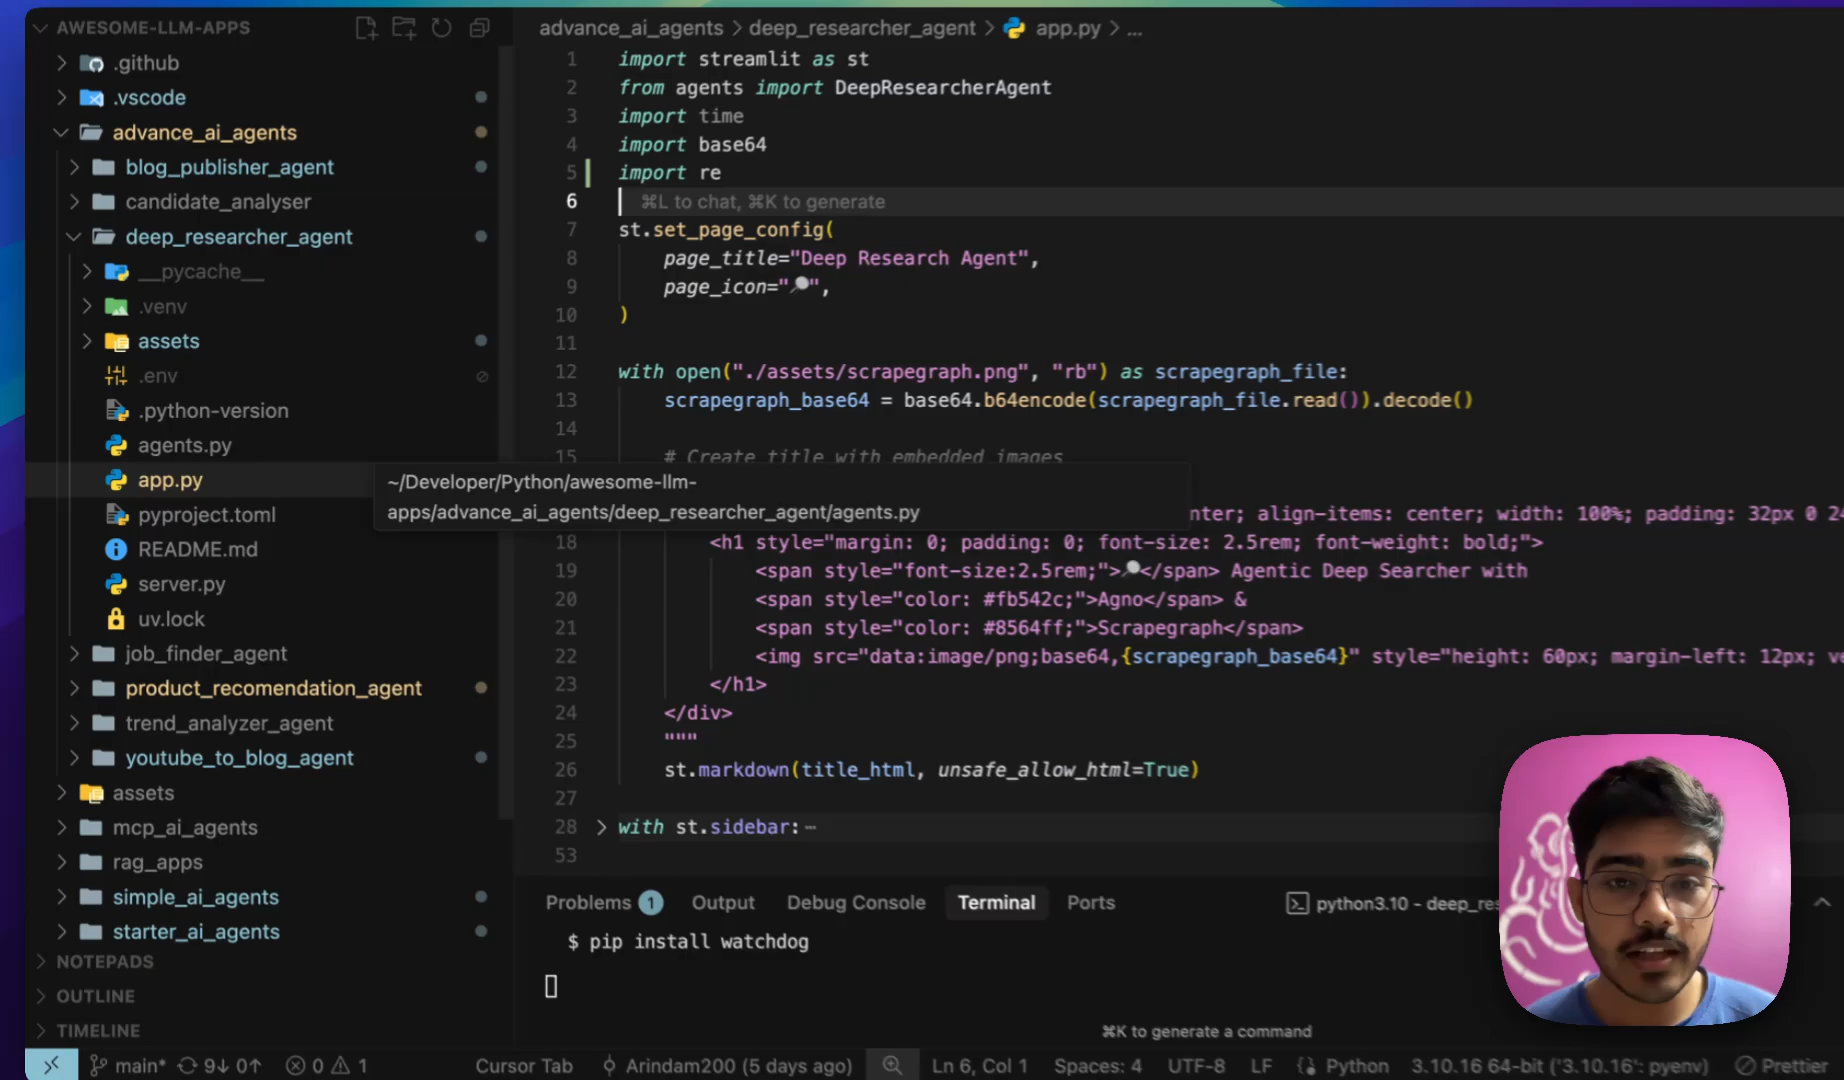 AWESOME-LLM-APPS
.github
.vscode
advance_ai_agents
blog_publisher_agent
candidate_analyser
deep_researcher_agent
__pycache__
.venv
assets
.env
.python-version
agents.py
app.py
pyproject.toml
README.md
server.py
uv.lock
job_finder_agent
product_recomendation_agent
trend_analyzer_agent
youtube_to_blog_agent
assets
mcp_ai_agents
rag_apps
simple_ai_agents
starter_ai_agents
NOTEPADS
OUTLINE
TIMELINE
advance_ai_agents > deep_researcher_agent > app.py > ...
1 import streamlit as st
2 from agents import DeepResearcherAgent
3 import time
4 import base64
5 import re
6 ⌘L to chat, ⌘K to generate
7 st.set_page_config(
8 page_title="Deep Research Agent",
9 page_icon="🔎",
10 )
11
12 with open("./assets/scrapegraph.png", "rb") as scrapegraph_file:
13 scrapegraph_base64 = base64.b64encode(scrapegraph_file.read()).decode()
14
15 # Create title with embedded images
~/Developer/Python/awesome-llm-
apps/advance_ai_agents/deep_researcher_agent/agents.py
nter; align-items: center; width: 100%; padding: 32px 0 24
18 <h1 style="margin: 0; padding: 0; font-size: 2.5rem; font-weight: bold;">
19 <span style="font-size:2.5rem;">🔎</span> Agentic Deep Searcher with
20 <span style="color: #fb542c;">Agno</span> &
21 <span style="color: #8564ff;">Scrapegraph</span>
22 <img src="data:image/png;base64,{scrapegraph_base64}" style="height: 60px; margin-left: 12px; ve
23 </h1>
24 </div>
25 """
26 st.markdown(title_html, unsafe_allow_html=True)
27
28 with st.sidebar: ⋯
53
Problems 1 Output Debug Console Terminal Ports
python3.10 - deep_res
$ pip install watchdog
⌘K to generate a command
main* 9↓ 0↑ 0 1 Cursor Tab Arindam200 (5 days ago) Ln 6, Col 1 Spaces: 4 UTF-8 LF Python 3.10.16 64-bit ('3.10.16': pyenv) Prettier